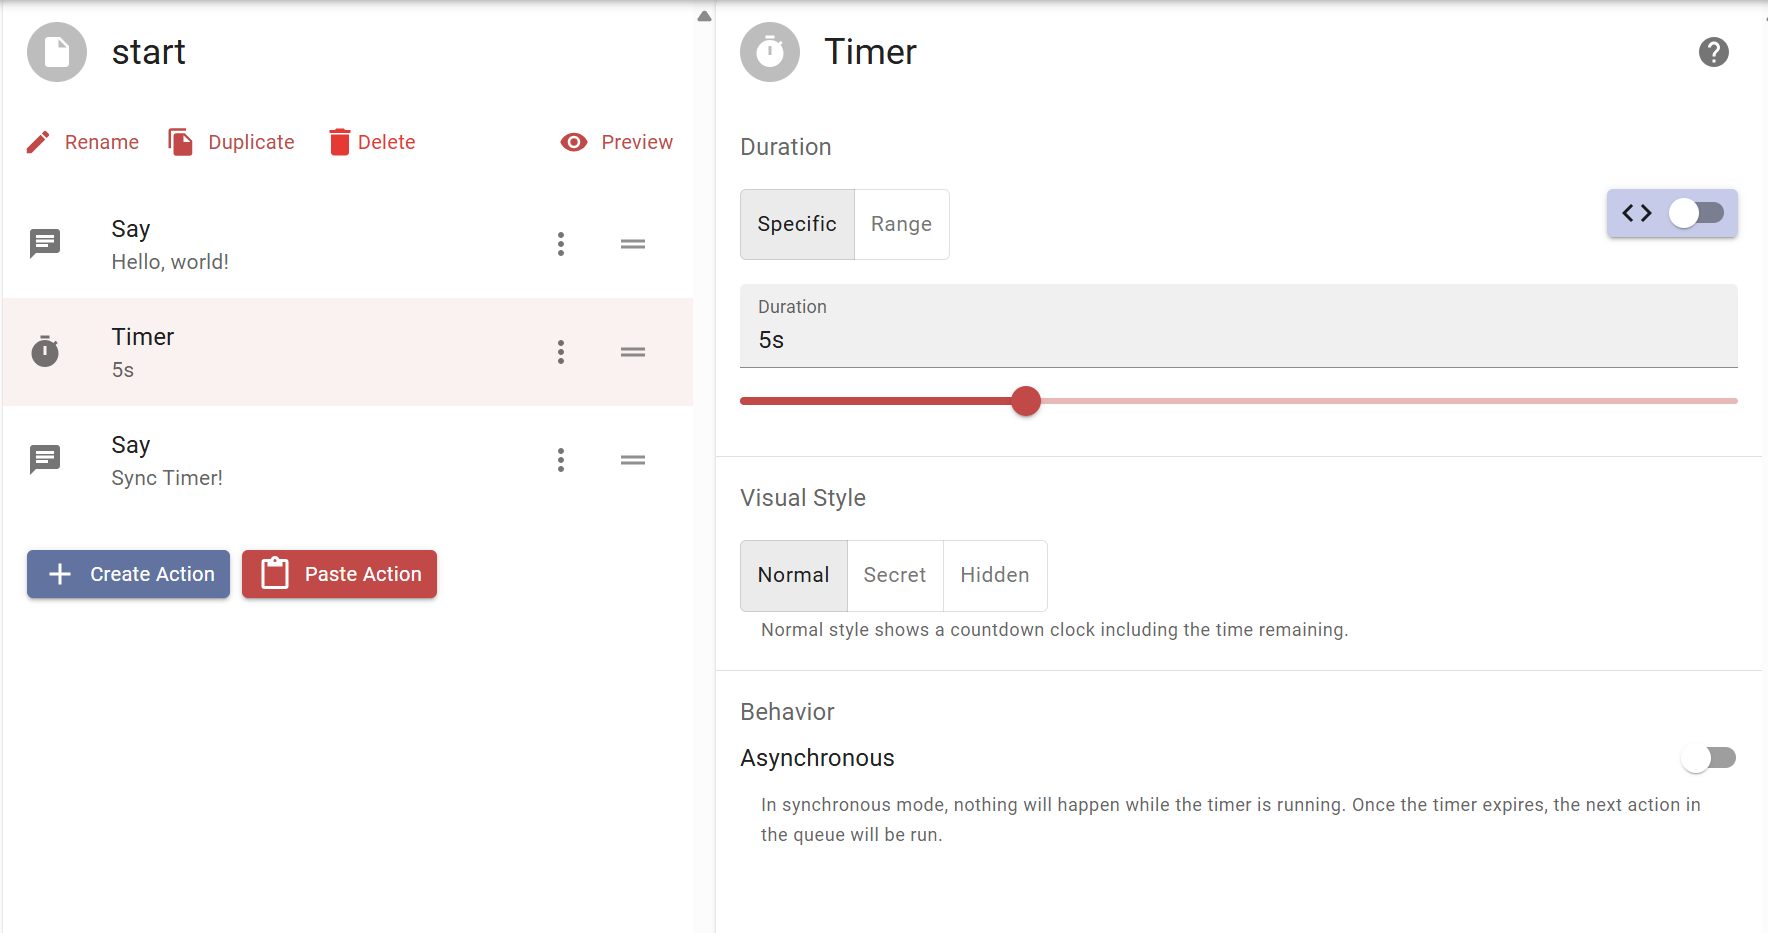 start
Rename
Duplicate
Delete
Preview
Say
Hello, world!
Timer
5s
Say
Sync Timer!
Create Action
Paste Action
Timer
Duration
Specific
Range
Duration
5s
Visual Style
Normal
Secret
Hidden
Normal style shows a countdown clock including the time remaining.
Behavior
Asynchronous
In synchronous mode, nothing will happen while the timer is running. Once the timer expires, the next action in
the queue will be run.